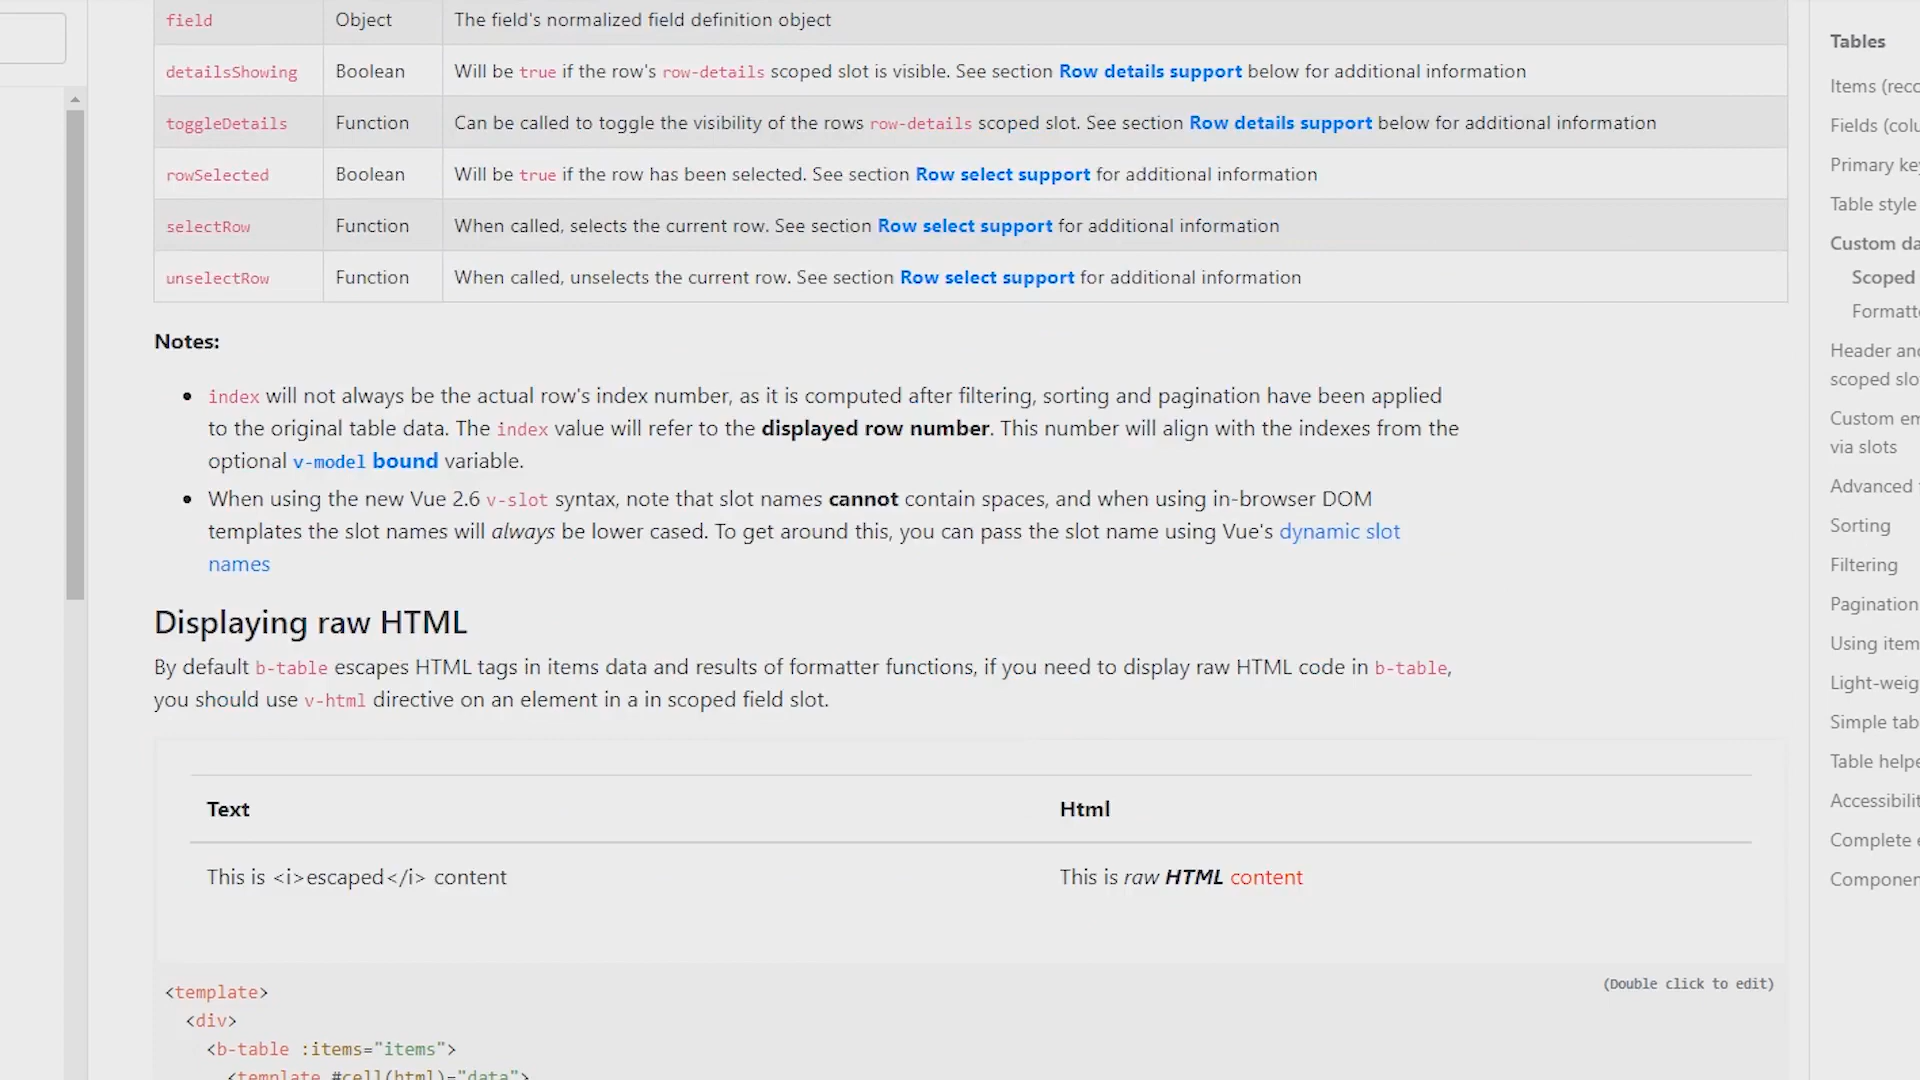 field Object The field's normalized field definition object
detailsShowing Boolean Will be true if the row's row-details scoped slot is visible. See section Row details support below for additional information
toggleDetails Function Can be called to toggle the visibility of the rows row-details scoped slot. See section Row details support below for additional information
rowSelected Boolean Will be true if the row has been selected. See section Row select support for additional information
selectRow Function When called, selects the current row. See section Row select support for additional information
unselectRow Function When called, unselects the current row. See section Row select support for additional information
Notes:
index will not always be the actual row's index number, as it is computed after filtering, sorting and pagination have been applied
to the original table data. The index value will refer to the displayed row number. This number will align with the indexes from the
optional v-model bound variable.
When using the new Vue 2.6 v-slot syntax, note that slot names cannot contain spaces, and when using in-browser DOM
templates the slot names will always be lower cased. To get around this, you can pass the slot name using Vue's dynamic slot
names
Displaying raw HTML
By default b-table escapes HTML tags in items data and results of formatter functions, if you need to display raw HTML code in b-table,
you should use v-html directive on an element in a in scoped field slot.
Text Html
This is <i>escaped</i> content This is raw HTML content
(Double click to edit)
<template>
<div>
<b-table :items="items">
<template #cell(html)="data">
Tables
Items (reco
Fields (colu
Primary key
Table style
Custom da
Scoped
Formatte
Header and
scoped slo
Custom em
via slots
Advanced
Sorting
Filtering
Pagination
Using item
Light-weig
Simple tab
Table helpe
Accessibilit
Complete e
Componen